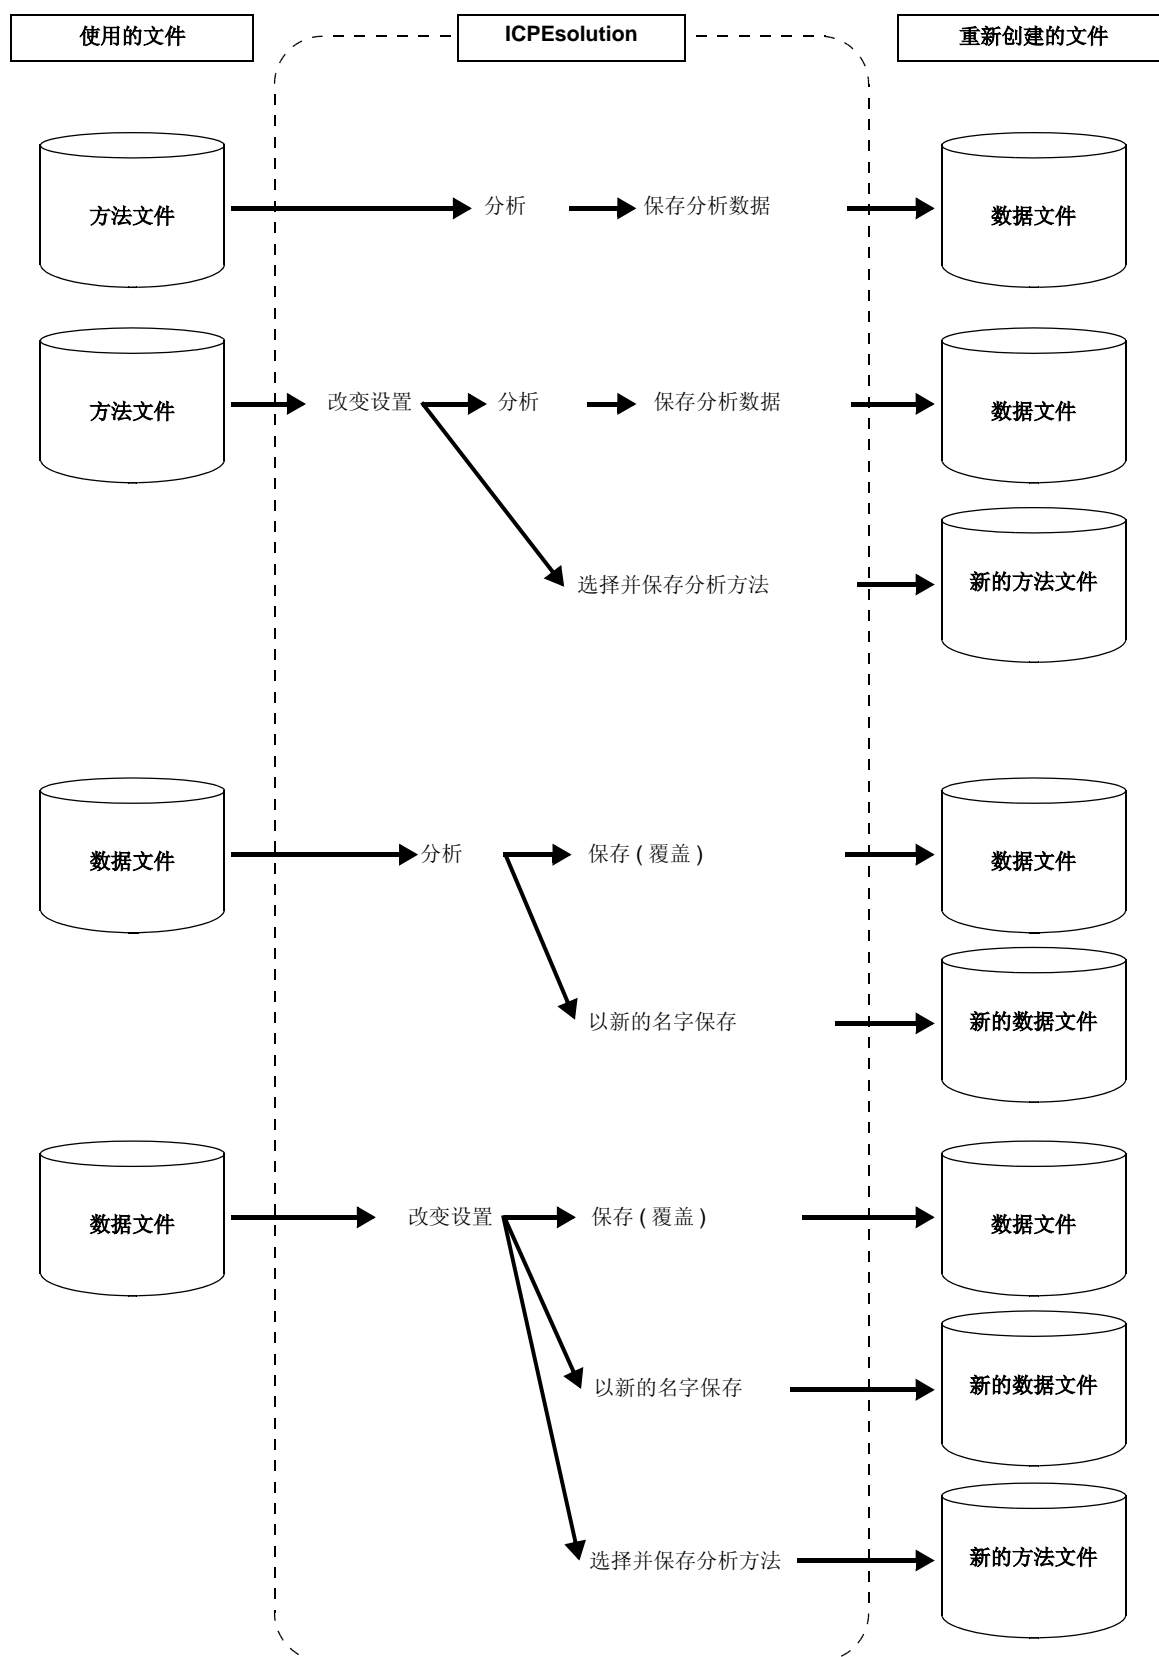 使用的文件
ICPEsolution
重新创建的文件
方法文件
分析
保存分析数据
数据文件
方法文件
改变设置
分析
保存分析数据
数据文件
选择并保存分析方法
新的方法文件
数据文件
分析
保存 ( 覆盖 )
数据文件
以新的名字保存
新的数据文件
数据文件
改变设置
保存 ( 覆盖 )
数据文件
以新的名字保存
新的数据文件
选择并保存分析方法
新的方法文件